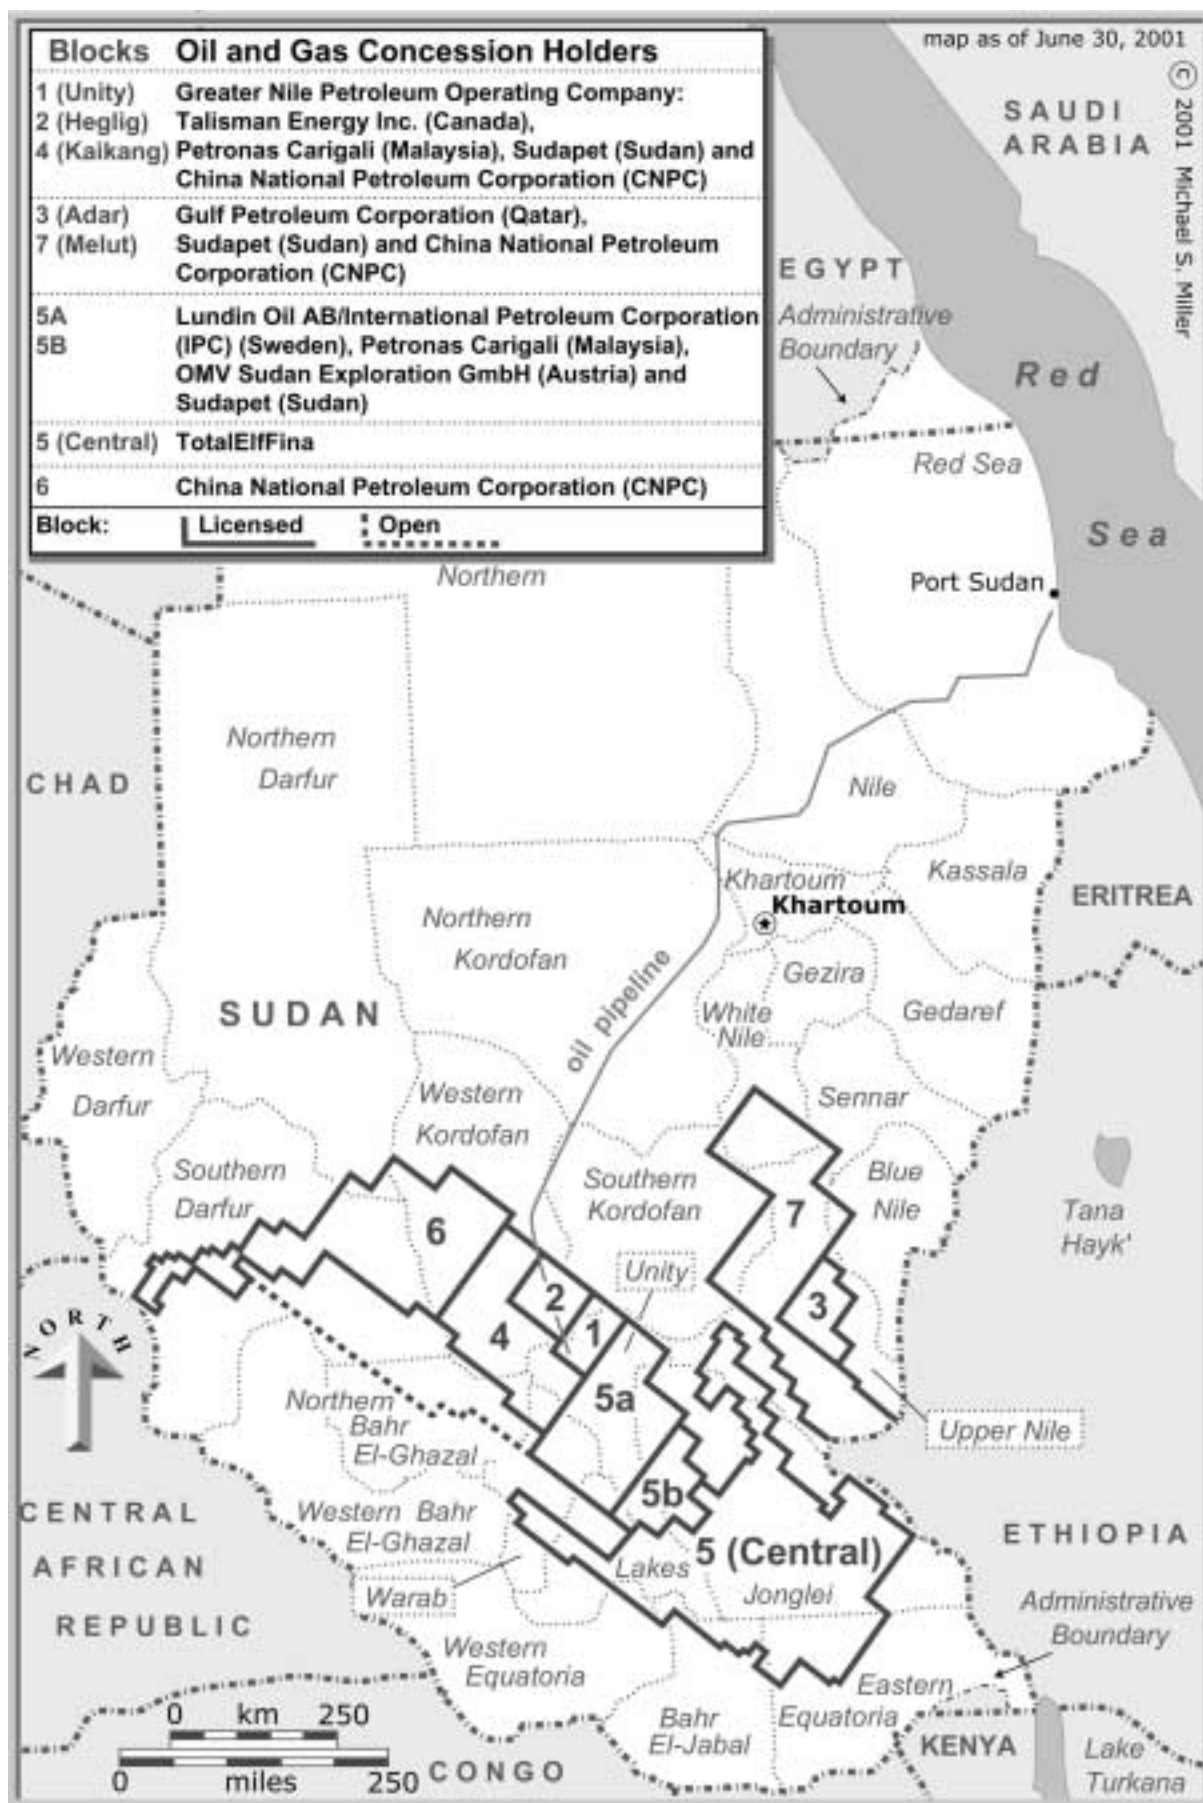 map as of June 30, 2001
© 2001 Michael S. Miller
Blocks Oil and Gas Concession Holders
1 (Unity) Greater Nile Petroleum Operating Company:
2 (Heglig) Talisman Energy Inc. (Canada),
4 (Kaikang) Petronas Carigali (Malaysia), Sudapet (Sudan) and
China National Petroleum Corporation (CNPC)
3 (Adar) Gulf Petroleum Corporation (Qatar),
7 (Melut) Sudapet (Sudan) and China National Petroleum
Corporation (CNPC)
5A Lundin Oil AB/International Petroleum Corporation
5B (IPC) (Sweden), Petronas Carigali (Malaysia),
OMV Sudan Exploration GmbH (Austria) and
Sudapet (Sudan)
5 (Central) TotalElfFina
6 China National Petroleum Corporation (CNPC)
Block: Licensed Open
SAUDI
ARABIA
EGYPT
Administrative
Boundary
Red
Sea
Red Sea
Port Sudan
Northern
Northern
Darfur
CHAD
Nile
Kassala
Khartoum
Khartoum
ERITREA
Northern
Kordofan
oil pipeline
Gezira
White
Nile
Gedaref
SUDAN
Western
Darfur
Western
Kordofan
Sennar
Southern
Darfur
Southern
Kordofan
Blue
Nile
Tana
Hayk'
6
7
Unity
2
3
4
1
5a
NORTH
Northern
Bahr
El-Ghazal
Upper Nile
5b
Western Bahr
El-Ghazal
CENTRAL
AFRICAN
REPUBLIC
ETHIOPIA
5 (Central)
Lakes
Jonglei
Warab
Administrative
Boundary
Western
Equatoria
Eastern
Equatoria
Bahr
El-Jabal
KENYA
Lake
Turkana
CONGO
0 km 250
0 miles 250